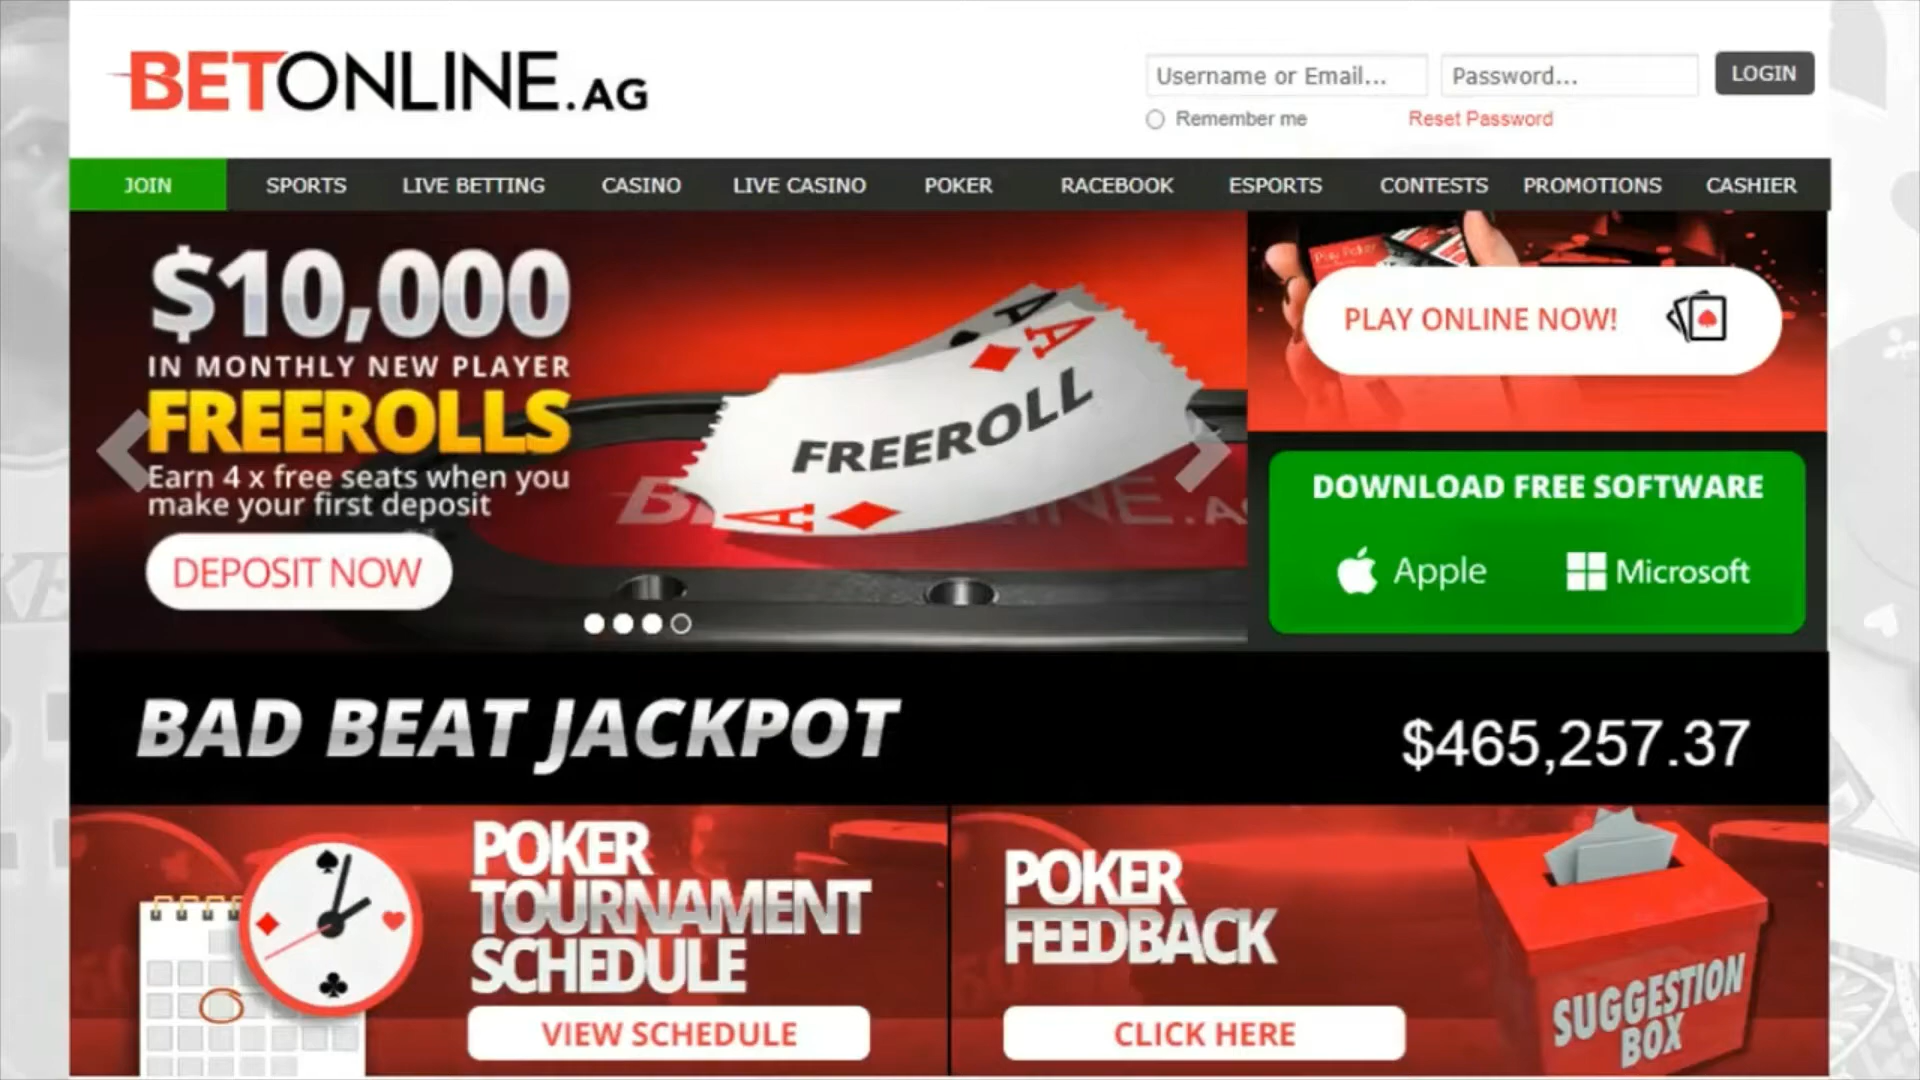 BETONLINE.AG
Username or Email...
Password...
LOGIN
Remember me
Reset Password
JOIN
SPORTS
LIVE BETTING
CASINO
LIVE CASINO
POKER
RACEBOOK
ESPORTS
CONTESTS
PROMOTIONS
CASHIER
$10,000
IN MONTHLY NEW PLAYER
FREEROLLS
Earn 4 x free seats when you
make your first deposit
DEPOSIT NOW
A
A
FREEROLL
A
PLAY ONLINE NOW!
DOWNLOAD FREE SOFTWARE
Apple
Microsoft
BAD BEAT JACKPOT
$465,257.37
POKER
TOURNAMENT
SCHEDULE
VIEW SCHEDULE
POKER
FEEDBACK
CLICK HERE
SUGGESTION
BOX